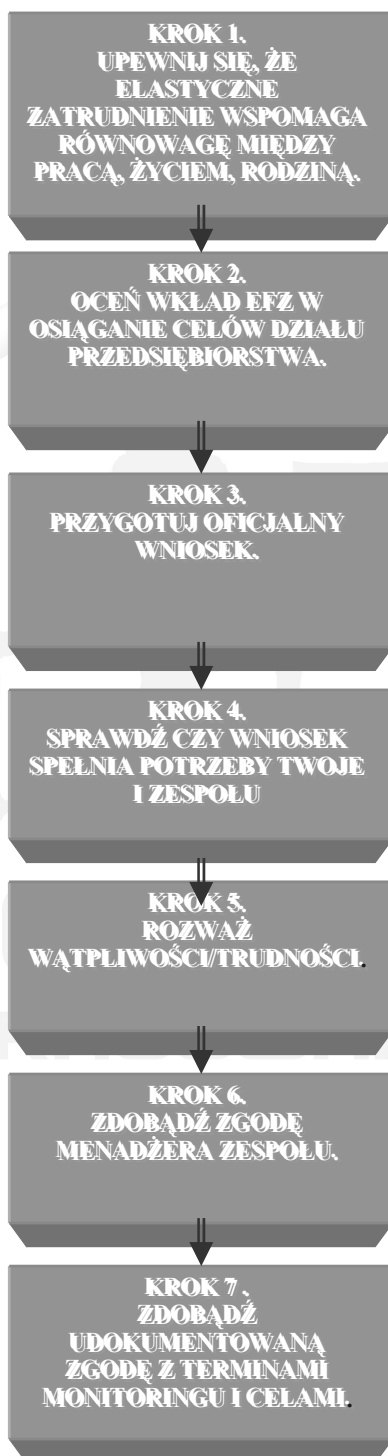 KROK 1.
UPEWNIJ SIĘ, ŻE
ELASTYCZNE
ZATRUDNIENIE WSPOMAGA
RÓWNOWAGĘ MIĘDZY
PRACĄ, ŻYCIEM, RODZINĄ.
KROK 2.
OCEŃ WKŁAD EFZ W
OSIĄGANIE CELÓW DZIAŁU
PRZEDSIĘBIORSTWA.
KROK 3.
PRZYGOTUJ OFICJALNY
WNIOSEK.
KROK 4.
SPRAWDŹ CZY WNIOSEK
SPEŁNIA POTRZEBY TWOJE
I ZESPOŁU
KROK 5.
ROZWAŻ
WĄTPLIWOŚCI/TRUDNOŚCI.
KROK 6.
ZDOBĄDŹ ZGODĘ
MENADŻERA ZESPOŁU.
KROK 7.
ZDOBĄDŹ
UDOKUMENTOWANĄ
ZGODĘ Z TERMINAMI
MONITORINGU I CELAMI.